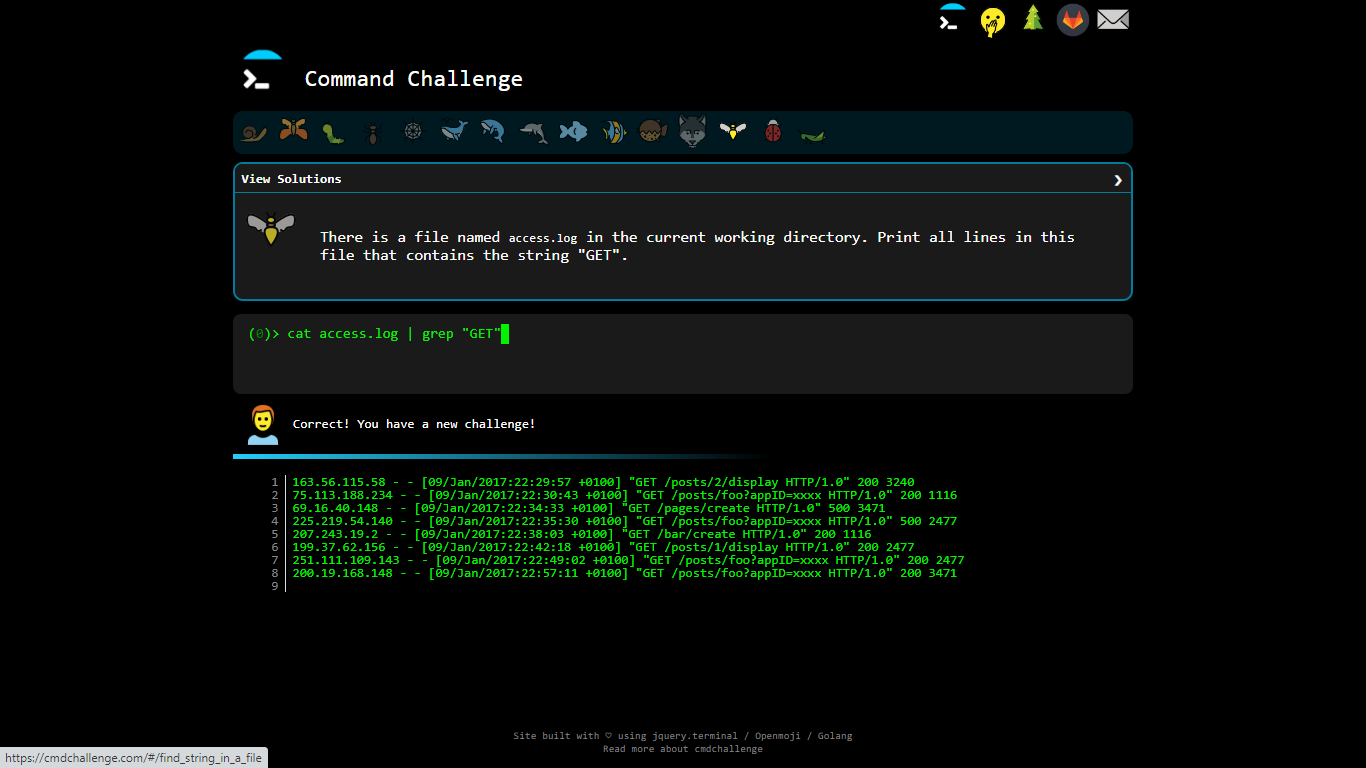 Command Challenge
View Solutions
There is a file named access.log in the current working directory. Print all lines in this
file that contains the string "GET".
(0)> cat access.log | grep "GET"
Correct! You have a new challenge!
1 163.56.115.58 - - [09/Jan/2017:22:29:57 +0100] "GET /posts/2/display HTTP/1.0" 200 3240
2 75.113.188.234 - - [09/Jan/2017:22:30:43 +0100] "GET /posts/foo?appID=xxxx HTTP/1.0" 200 1116
3 69.16.40.148 - - [09/Jan/2017:22:34:33 +0100] "GET /pages/create HTTP/1.0" 500 3471
4 225.219.54.140 - - [09/Jan/2017:22:35:30 +0100] "GET /posts/foo?appID=xxxx HTTP/1.0" 500 2477
5 207.243.19.2 - - [09/Jan/2017:22:38:03 +0100] "GET /bar/create HTTP/1.0" 200 1116
6 199.37.62.156 - - [09/Jan/2017:22:42:18 +0100] "GET /posts/1/display HTTP/1.0" 200 2477
7 251.111.109.143 - - [09/Jan/2017:22:49:02 +0100] "GET /posts/foo?appID=xxxx HTTP/1.0" 200 2477
8 200.19.168.148 - - [09/Jan/2017:22:57:11 +0100] "GET /posts/foo?appID=xxxx HTTP/1.0" 200 3471
9
Site built with ♡ using jquery.terminal / Openmoji / Golang
Read more about cmdchallenge
https://cmdchallenge.com/#/find_string_in_a_file